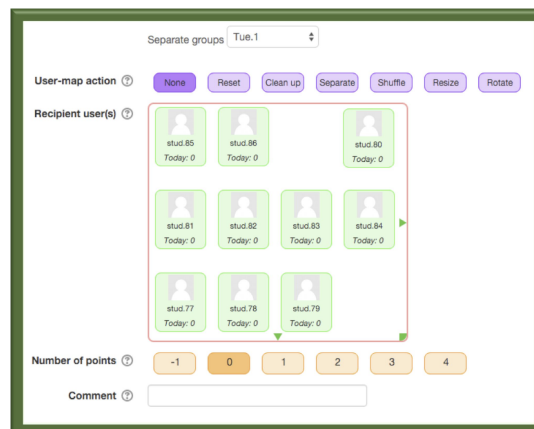 Separate groups Tue.1
User-map action None Reset Clean up Separate Shuffle Resize Rotate
Recipient user(s)
stud.85 stud.86 stud.80
Today: 0 Today: 0 Today: 0
stud.81 stud.82 stud.83 stud.84
Today: 0 Today: 0 Today: 0 Today: 0
stud.77 stud.78 stud.79
Today: 0 Today: 0 Today: 0
Number of points -1 0 1 2 3 4
Comment